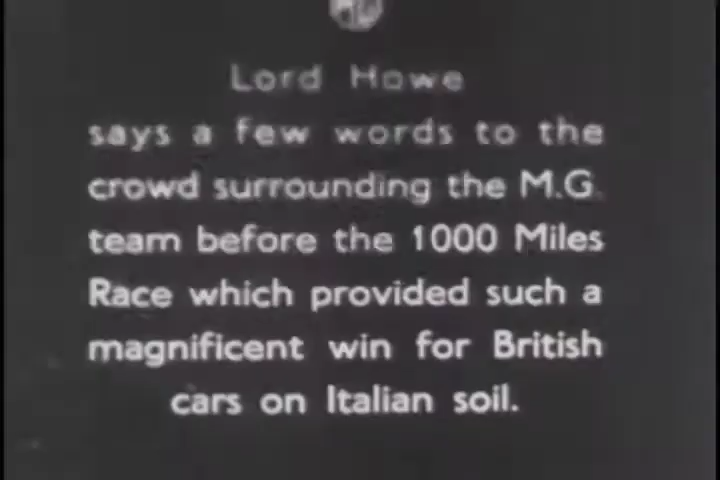 Lord Howe
says a few words to the
crowd surrounding the M.G.
team before the 1000 Miles
Race which provided such a
magnificent win for British
cars on Italian soil.